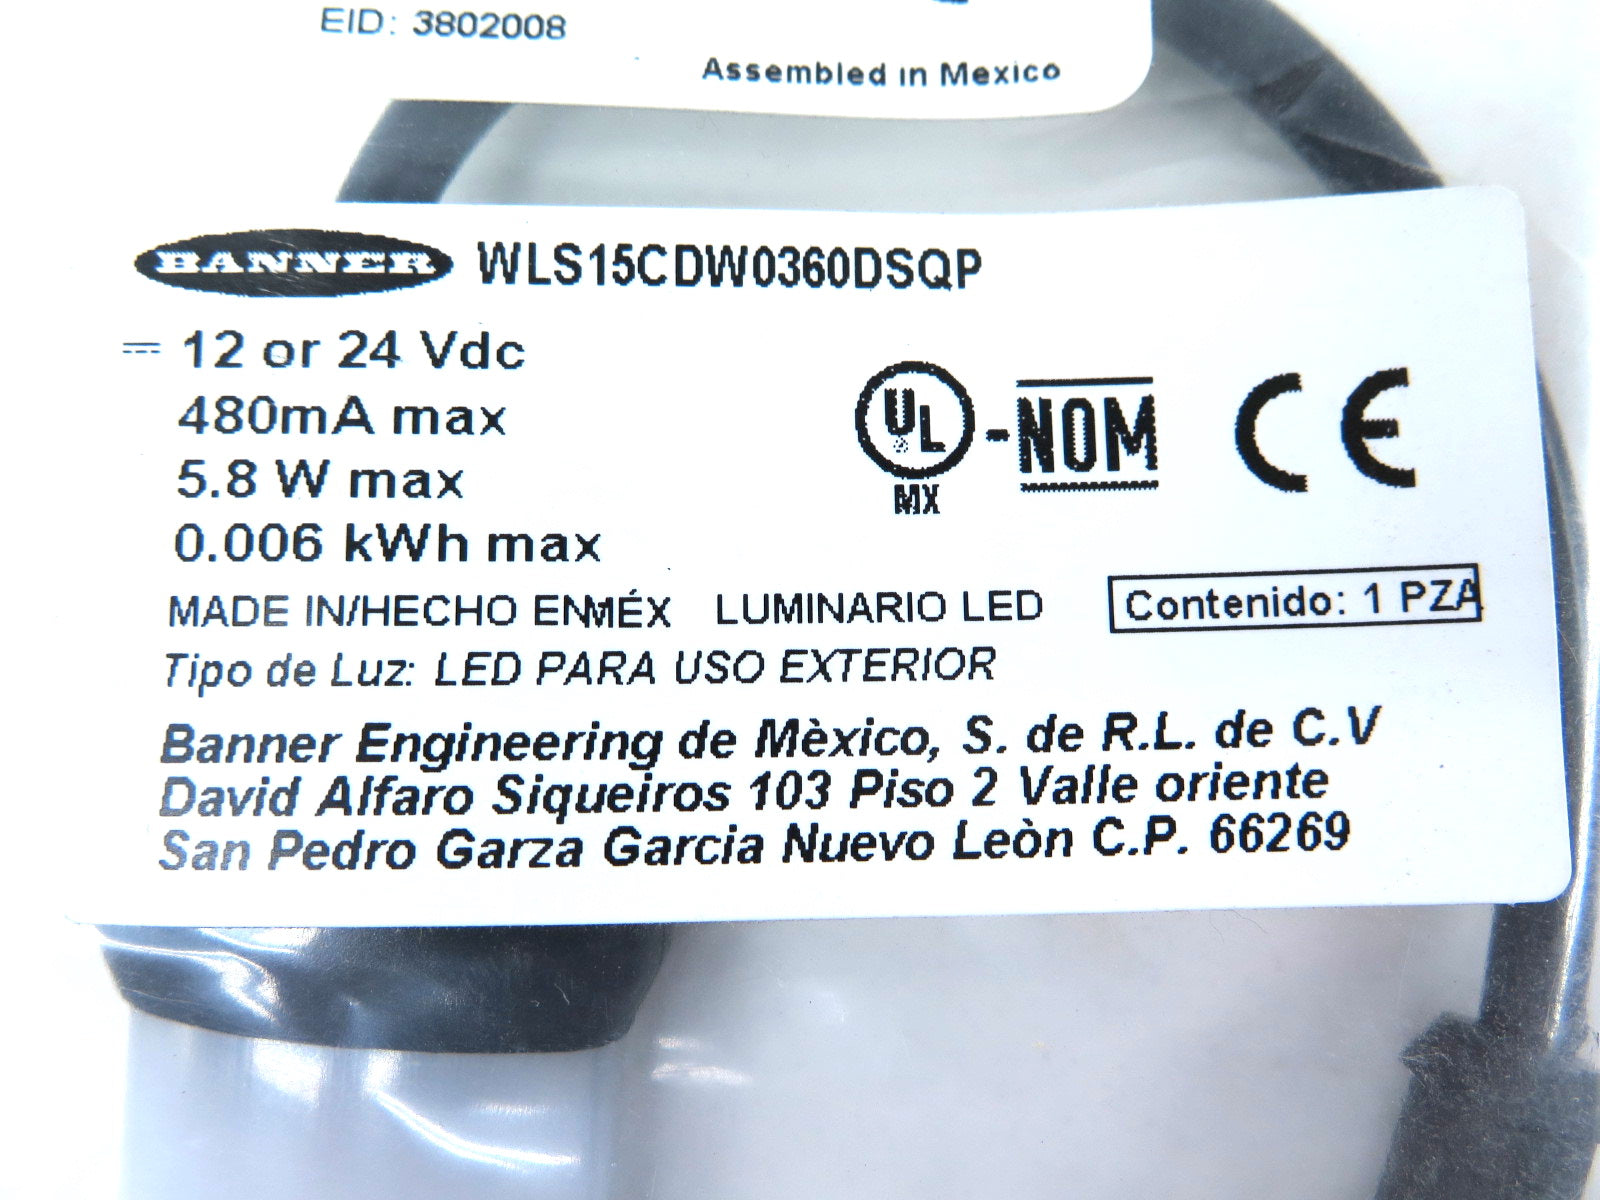 EID: 3802008
Assembled in Mexico
BANNER WLS15CDW0360DSQP
12 or 24 Vdc
480mA max
5.8 W max
0.006 kWh max
UL MX -NOM CE
MADE IN/HECHO EN MÉX LUMINARIO LED Contenido: 1 PZA
Tipo de Luz: LED PARA USO EXTERIOR
Banner Engineering de Mèxico, S. de R.L. de C.V
David Alfaro Siqueiros 103 Piso 2 Valle oriente
San Pedro Garza Garcia Nuevo Leòn C.P. 66269